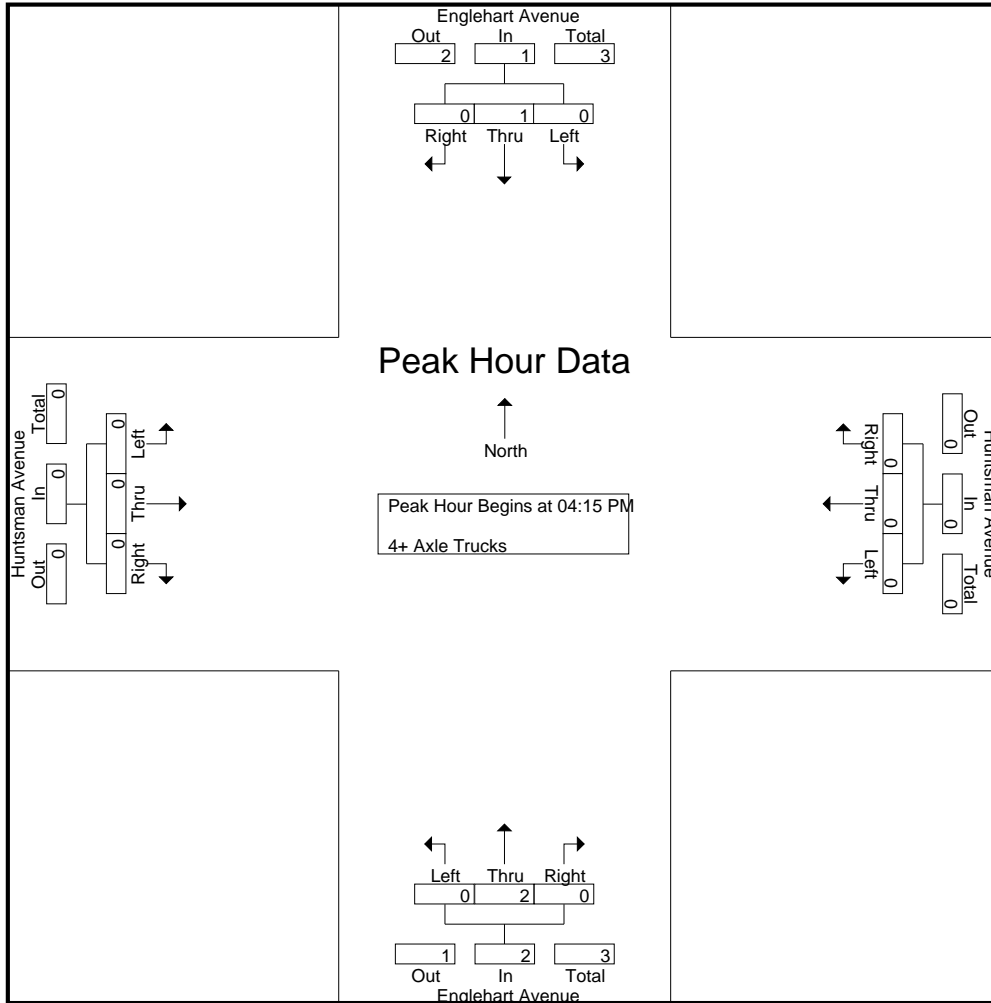 Englehart Avenue
Out In Total
2 1 3
0 1 0
Right Thru Left
Peak Hour Data
North
Peak Hour Begins at 04:15 PM
4+ Axle Trucks
Huntsman Avenue
Total In Out
0 0 0
0 0 0
Left Thru Right
Huntsman Avenue
Out In Total
0 0 0
0 0 0
Right Thru Left
Left Thru Right
0 2 0
1 2 3
Out In Total
Englehart Avenue